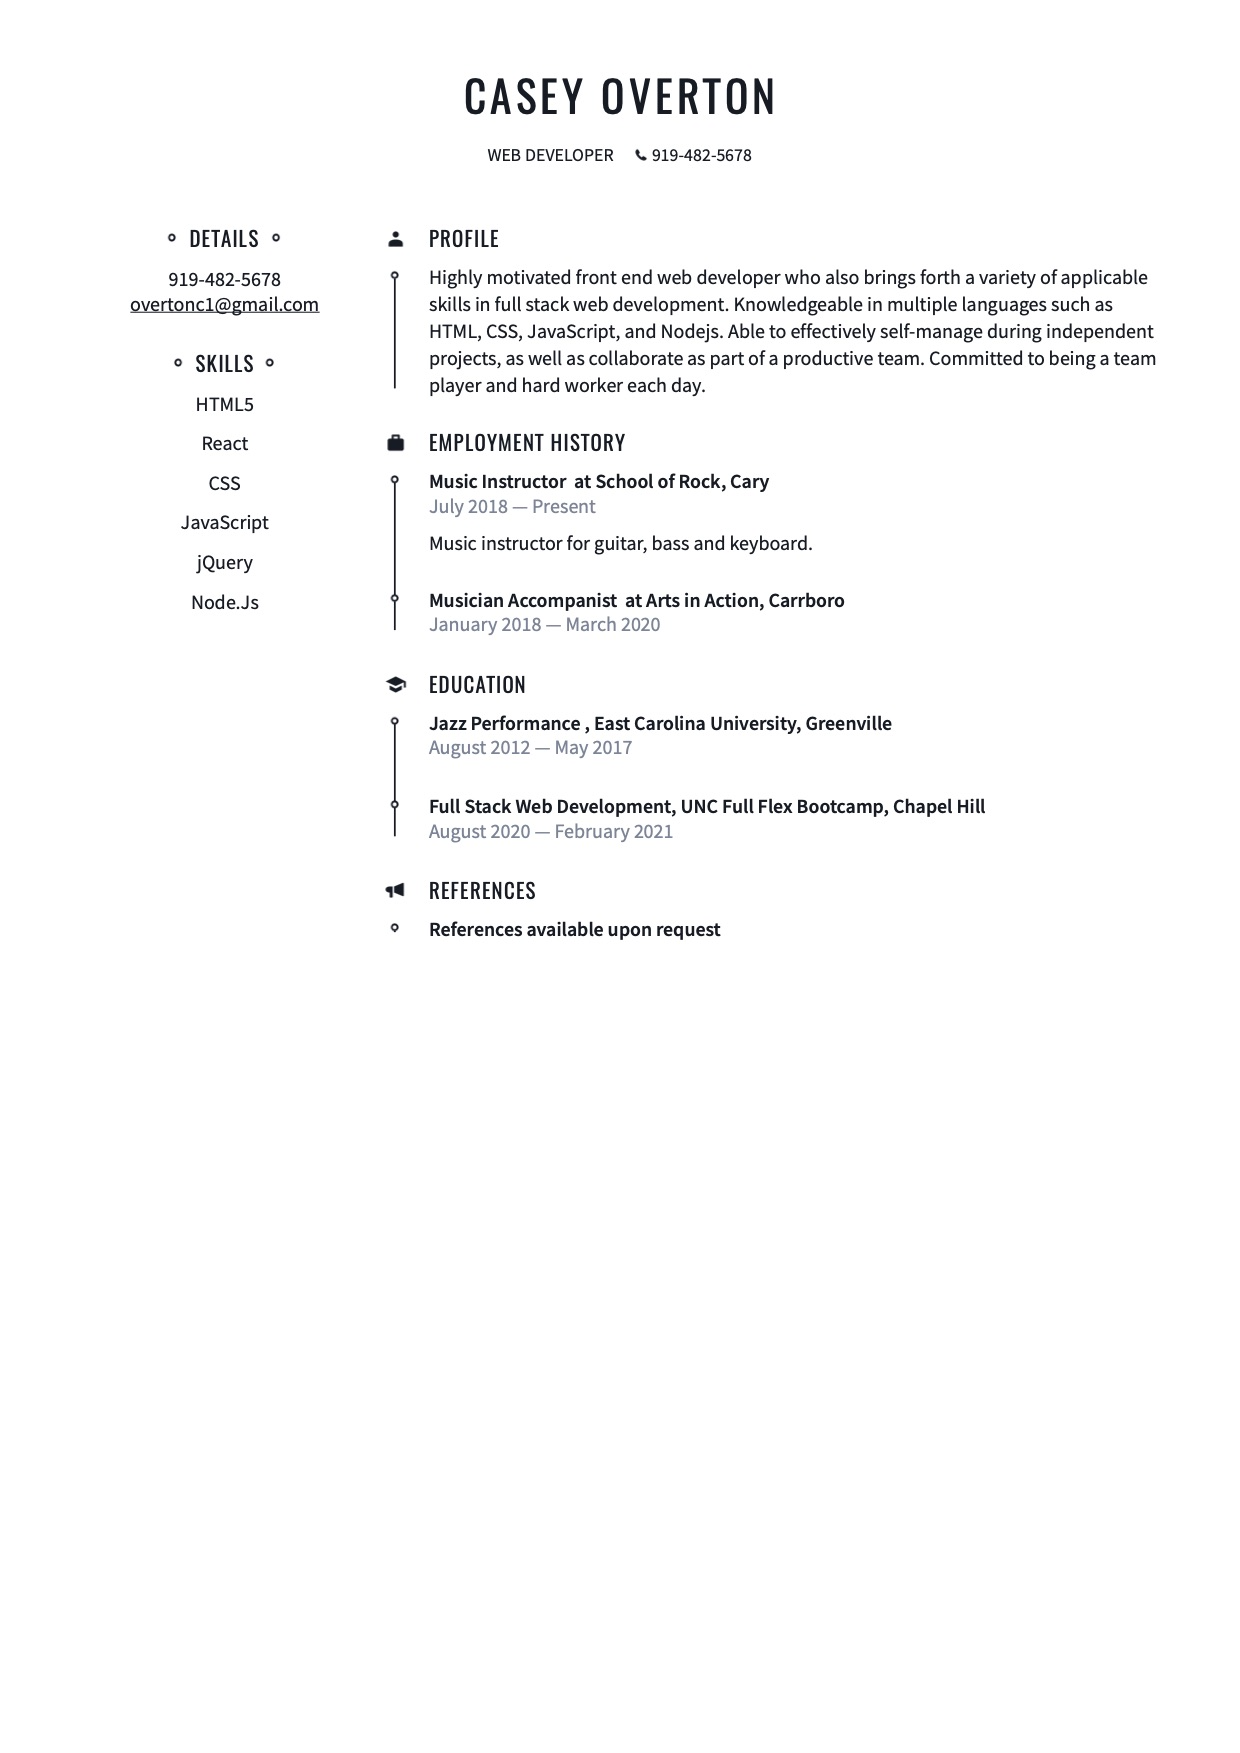 CASEY OVERTON
WEB DEVELOPER 919-482-5678
DETAILS
919-482-5678
overtonc1@gmail.com
SKILLS
HTML5
React
CSS
JavaScript
jQuery
Node.Js
PROFILE
Highly motivated front end web developer who also brings forth a variety of applicable
skills in full stack web development. Knowledgeable in multiple languages such as
HTML, CSS, JavaScript, and Nodejs. Able to effectively self-manage during independent
projects, as well as collaborate as part of a productive team. Committed to being a team
player and hard worker each day.
EMPLOYMENT HISTORY
Music Instructor at School of Rock, Cary
July 2018 — Present
Music instructor for guitar, bass and keyboard.
Musician Accompanist at Arts in Action, Carrboro
January 2018 — March 2020
EDUCATION
Jazz Performance , East Carolina University, Greenville
August 2012 — May 2017
Full Stack Web Development, UNC Full Flex Bootcamp, Chapel Hill
August 2020 — February 2021
REFERENCES
References available upon request